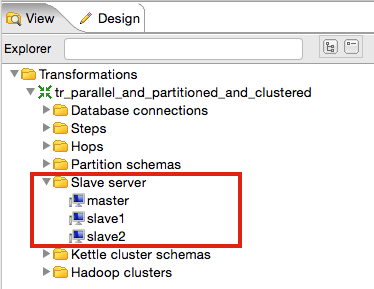 View
Design
Explorer
Transformations
tr_parallel_and_partitioned_and_clustered
Database connections
Steps
Hops
Partition schemas
Slave server
master
slave1
slave2
Kettle cluster schemas
Hadoop clusters